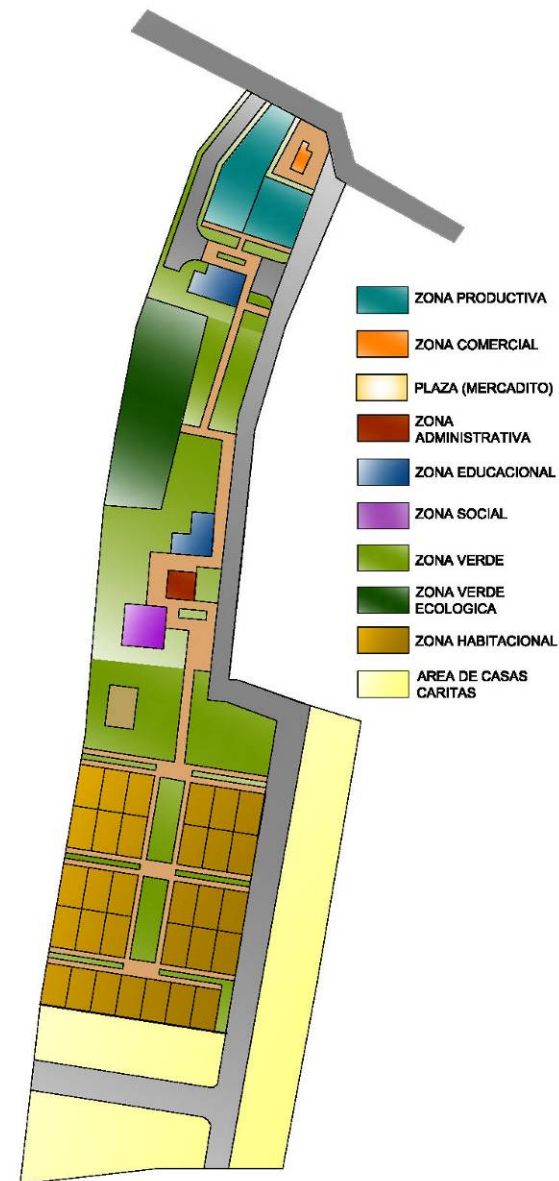 ZONA PRODUCTIVA
ZONA COMERCIAL
PLAZA (MERCADITO)
ZONA
ADMINISTRATIVA
ZONA EDUCACIONAL
ZONA SOCIAL
ZONA VERDE
ZONA VERDE
ECOLOGICA
ZONA HABITACIONAL
AREA DE CASAS
CARITAS